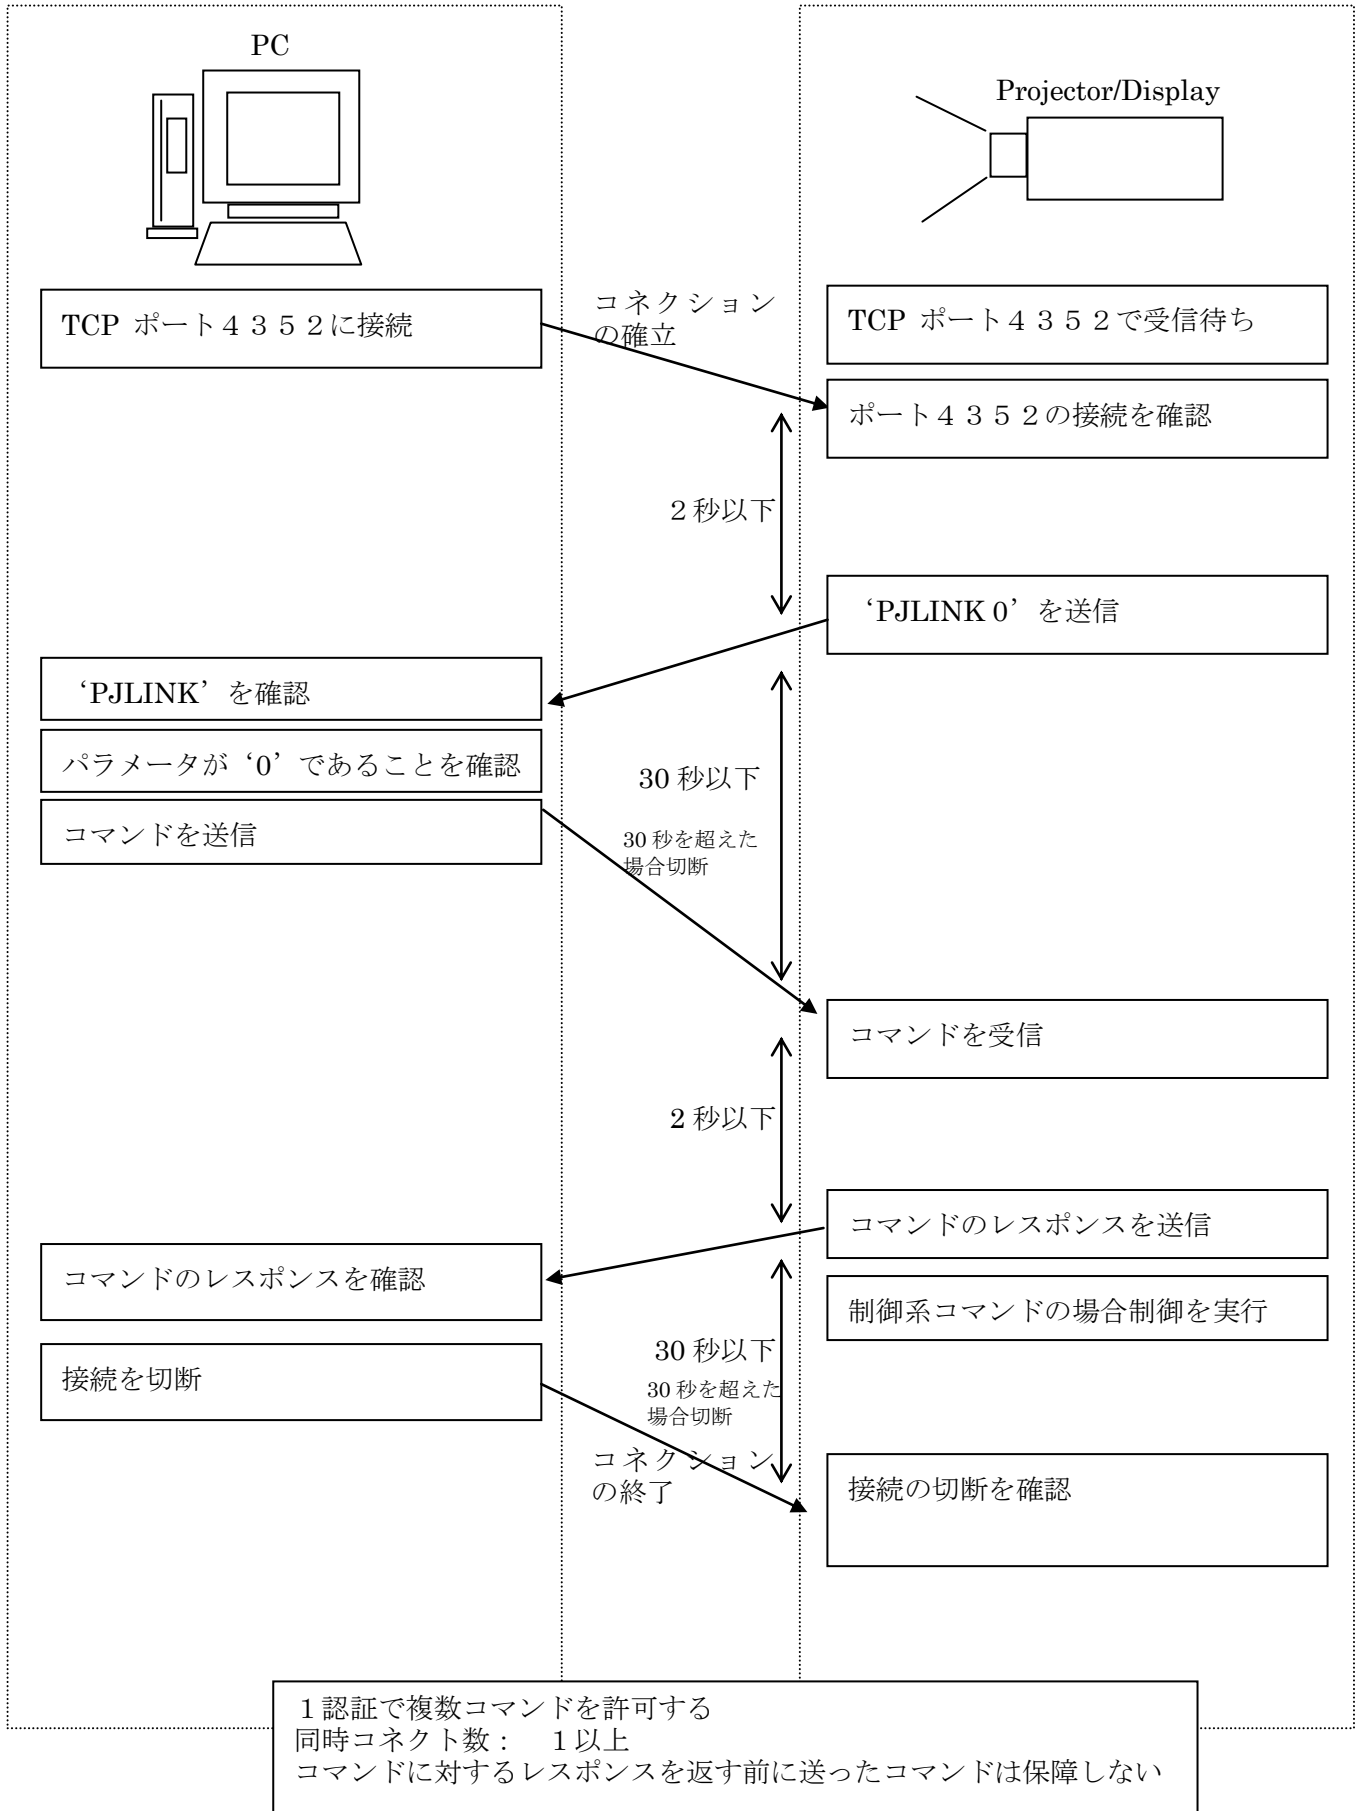 PC
Projector/Display
TCP ポート４３５２に接続
コネクション
の確立
TCP ポート４３５２で受信待ち
ポート４３５２の接続を確認
２秒以下
‘PJLINK 0’を送信
‘PJLINK’を確認
パラメータが‘0’であることを確認
コマンドを送信
30 秒以下
30 秒を超えた
場合切断
コマンドを受信
2 秒以下
コマンドのレスポンスを送信
コマンドのレスポンスを確認
制御系コマンドの場合制御を実行
30 秒以下
30 秒を超えた
場合切断
接続を切断
コネクション
の終了
接続の切断を確認
１認証で複数コマンドを許可する
同時コネクト数：　１以上
コマンドに対するレスポンスを返す前に送ったコマンドは保障しない